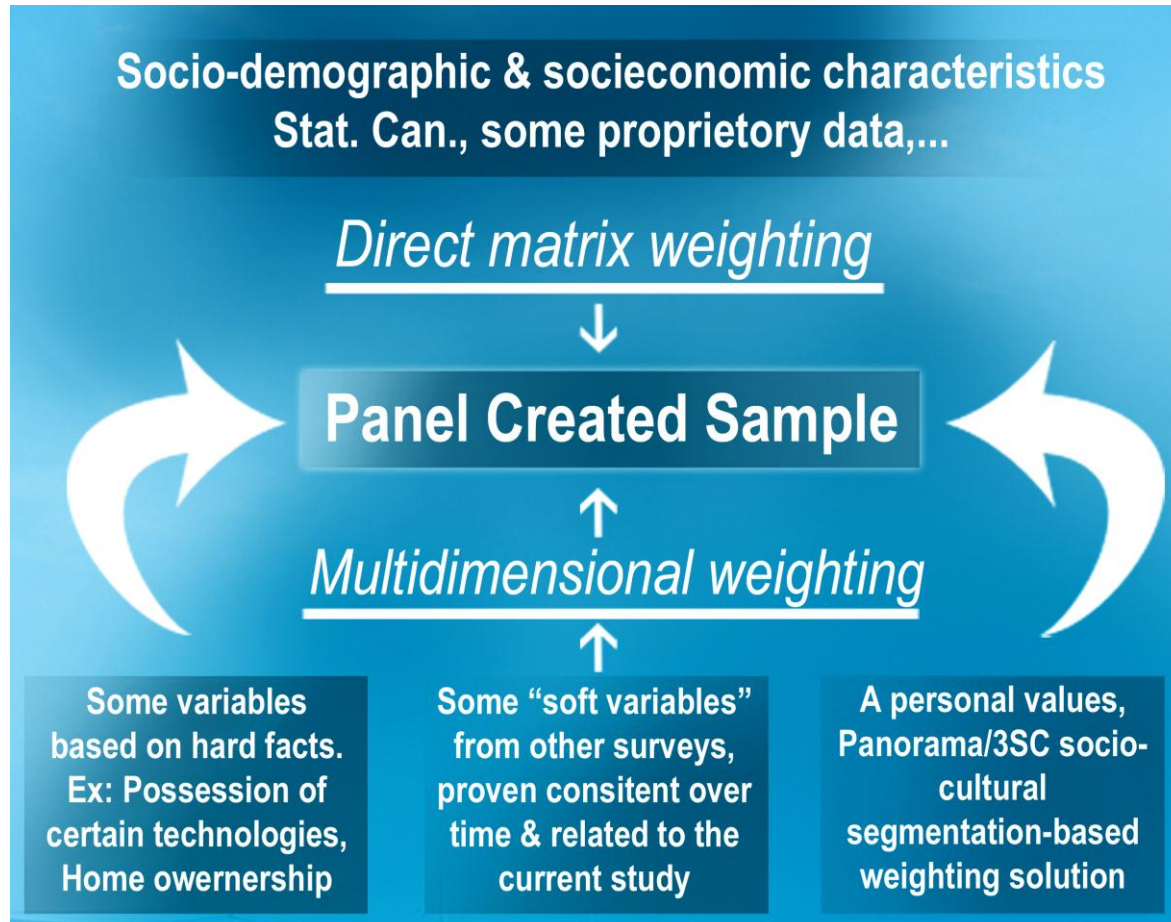 Socio-demographic & socieconomic characteristics
Stat. Can., some proprietory data,...
Direct matrix weighting
Panel Created Sample
Multidimensional weighting
Some variables
based on hard facts.
Ex: Possession of
certain technologies,
Home owernership
Some “soft variables”
from other surveys,
proven consitent over
time & related to the
current study
A personal values,
Panorama/3SC socio-
cultural
segmentation-based
weighting solution